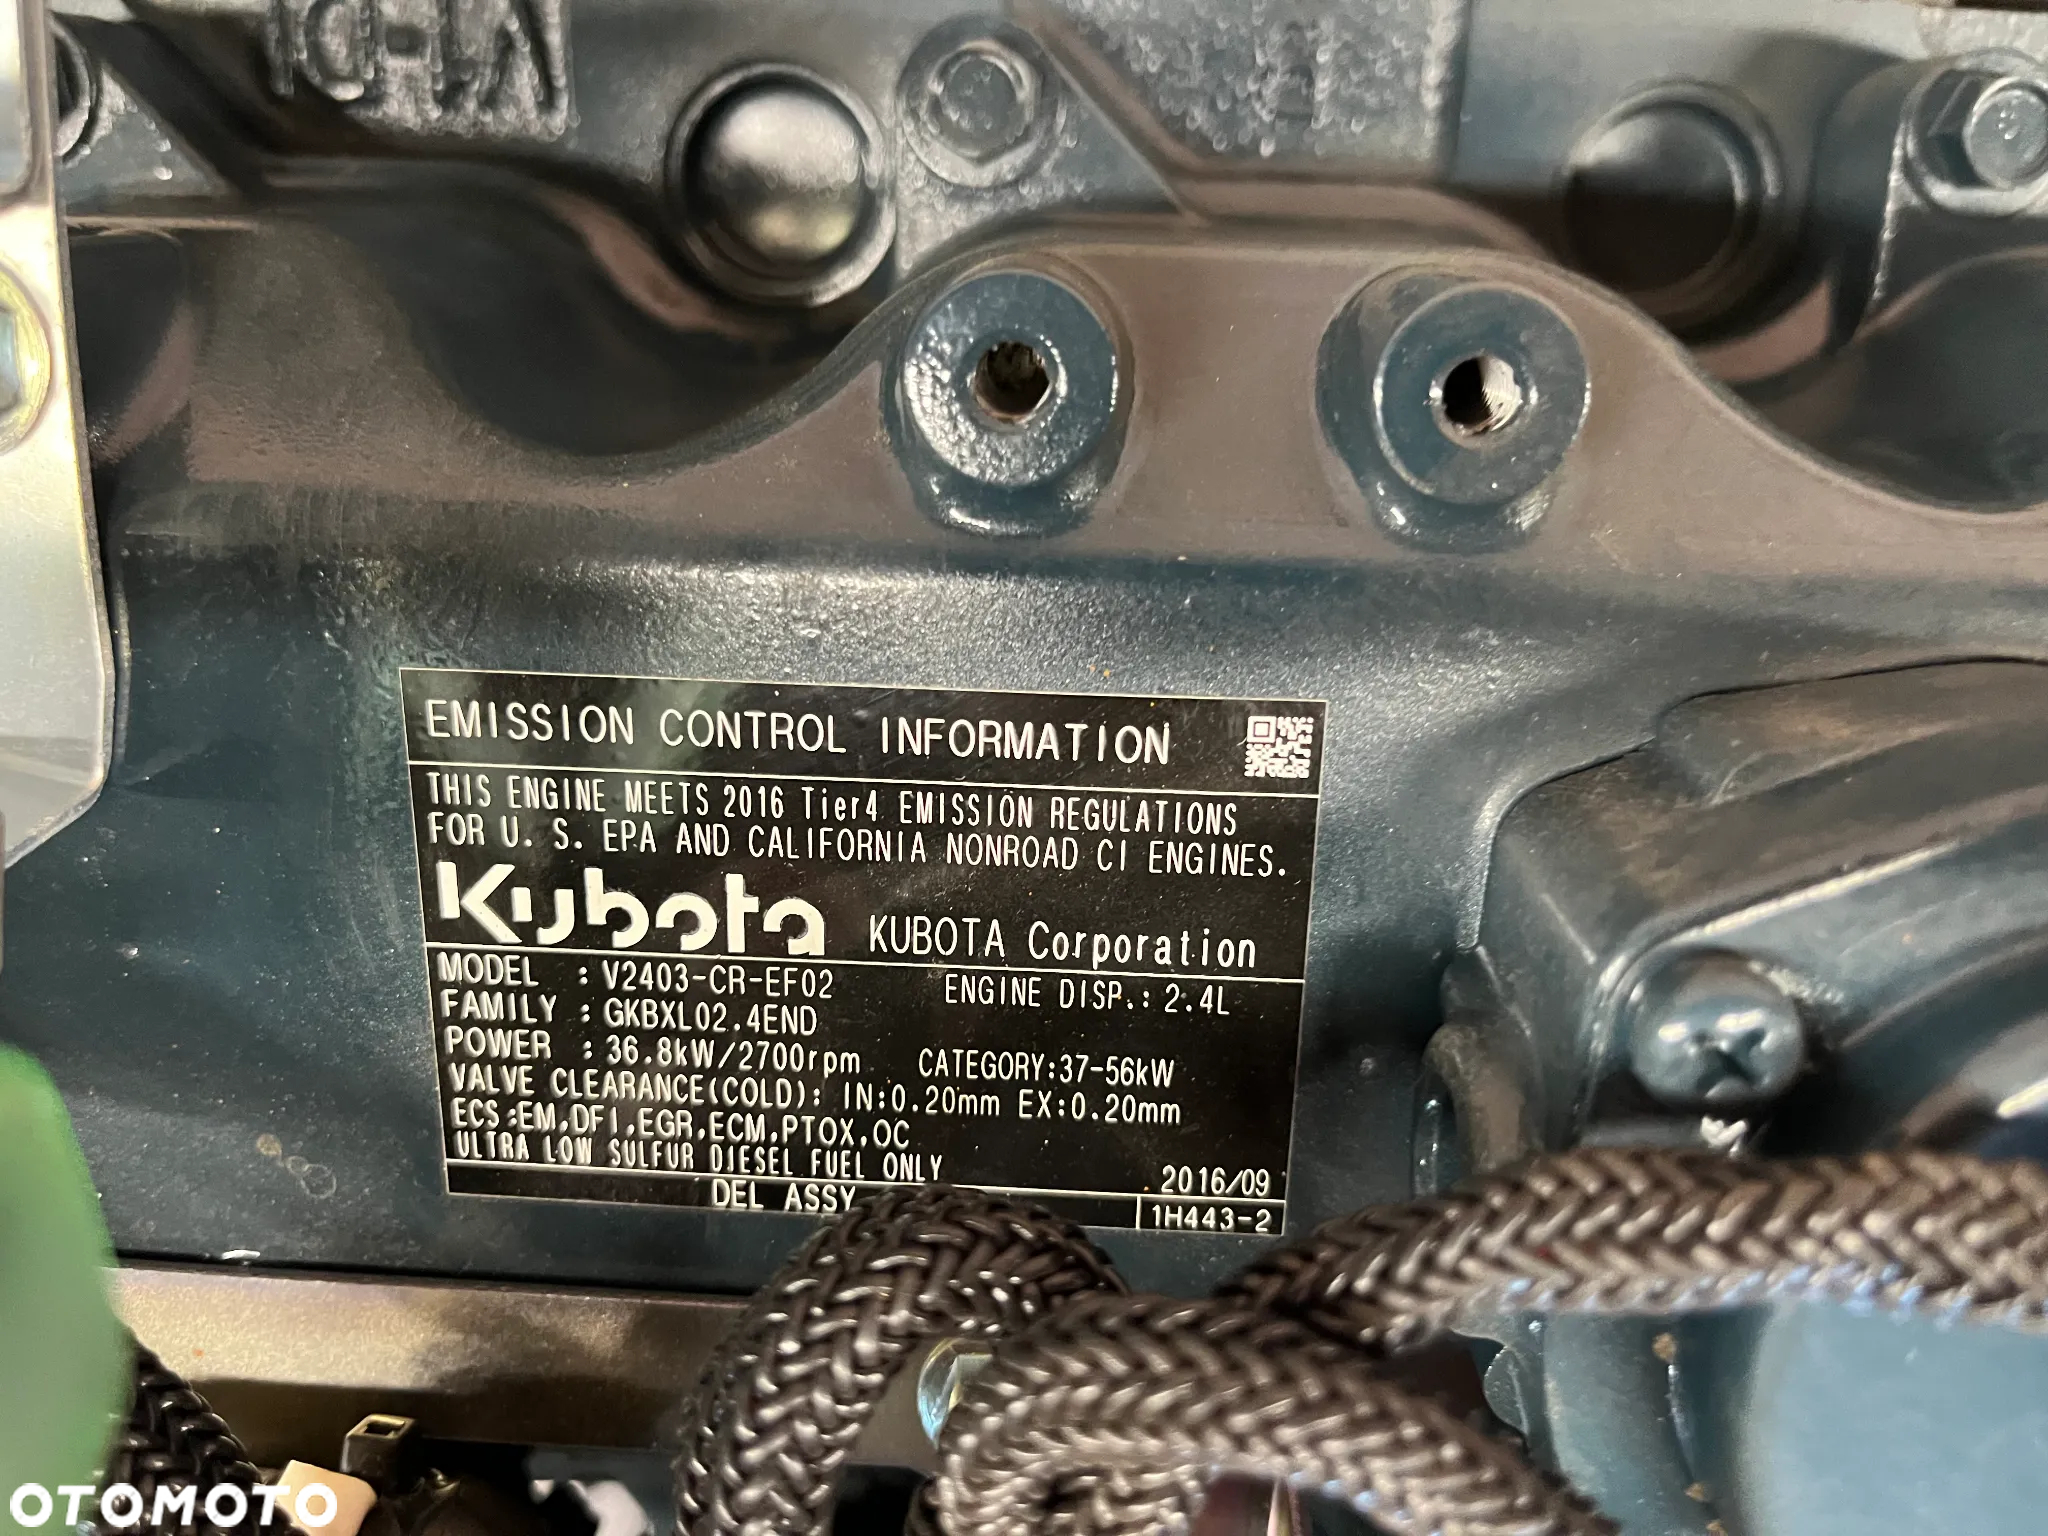 EMISSION CONTROL INFORMATION
THIS ENGINE MEETS 2016 Tier4 EMISSION REGULATIONS
FOR U. S. EPA AND CALIFORNIA NONROAD CI ENGINES.
Kubota KUBOTA Corporation
MODEL : V2403-CR-EF02 ENGINE DISP.: 2.4L
FAMILY : GKBXL02.4END
POWER : 36.8kW/2700rpm CATEGORY:37-56kW
VALVE CLEARANCE(COLD): IN:0.20mm EX:0.20mm
ECS:EM,DFI,EGR,ECM,PTOX,OC
ULTRA LOW SULFUR DIESEL FUEL ONLY 2016/09
DEL ASSY 1H443-2
OTOMOTO